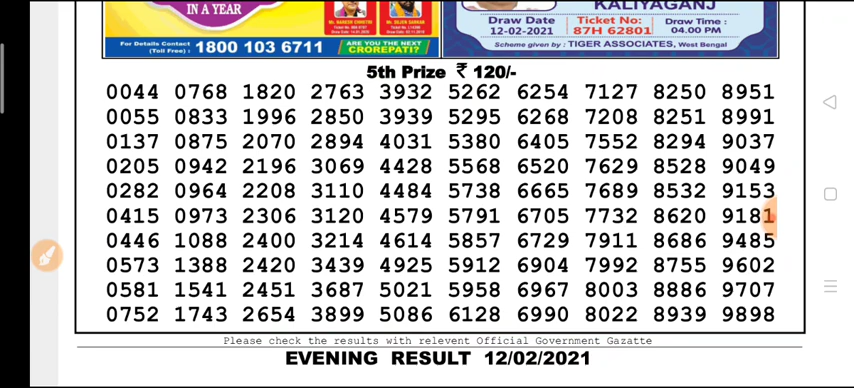 IN A YEAR
For Details Contact (Toll Free) : 1800 103 6711
ARE YOU THE NEXT CROREPATI?
KALIYAGANJ
Draw Date 12-02-2021
Ticket No: 87H 62801
Draw Time : 04.00 PM
Scheme given by : TIGER ASSOCIATES, West Bengal
5th Prize ₹ 120/-
0044 0768 1820 2763 3932 5262 6254 7127 8250 8951
0055 0833 1996 2850 3939 5295 6268 7208 8251 8991
0137 0875 2070 2894 4031 5380 6405 7552 8294 9037
0205 0942 2196 3069 4428 5568 6520 7629 8528 9049
0282 0964 2208 3110 4484 5738 6665 7689 8532 9153
0415 0973 2306 3120 4579 5791 6705 7732 8620 9181
0446 1088 2400 3214 4614 5857 6729 7911 8686 9485
0573 1388 2420 3439 4925 5912 6904 7992 8755 9602
0581 1541 2451 3687 5021 5958 6967 8003 8886 9707
0752 1743 2654 3899 5086 6128 6990 8022 8939 9898
Please check the results with relevent Official Government Gazatte
EVENING RESULT 12/02/2021